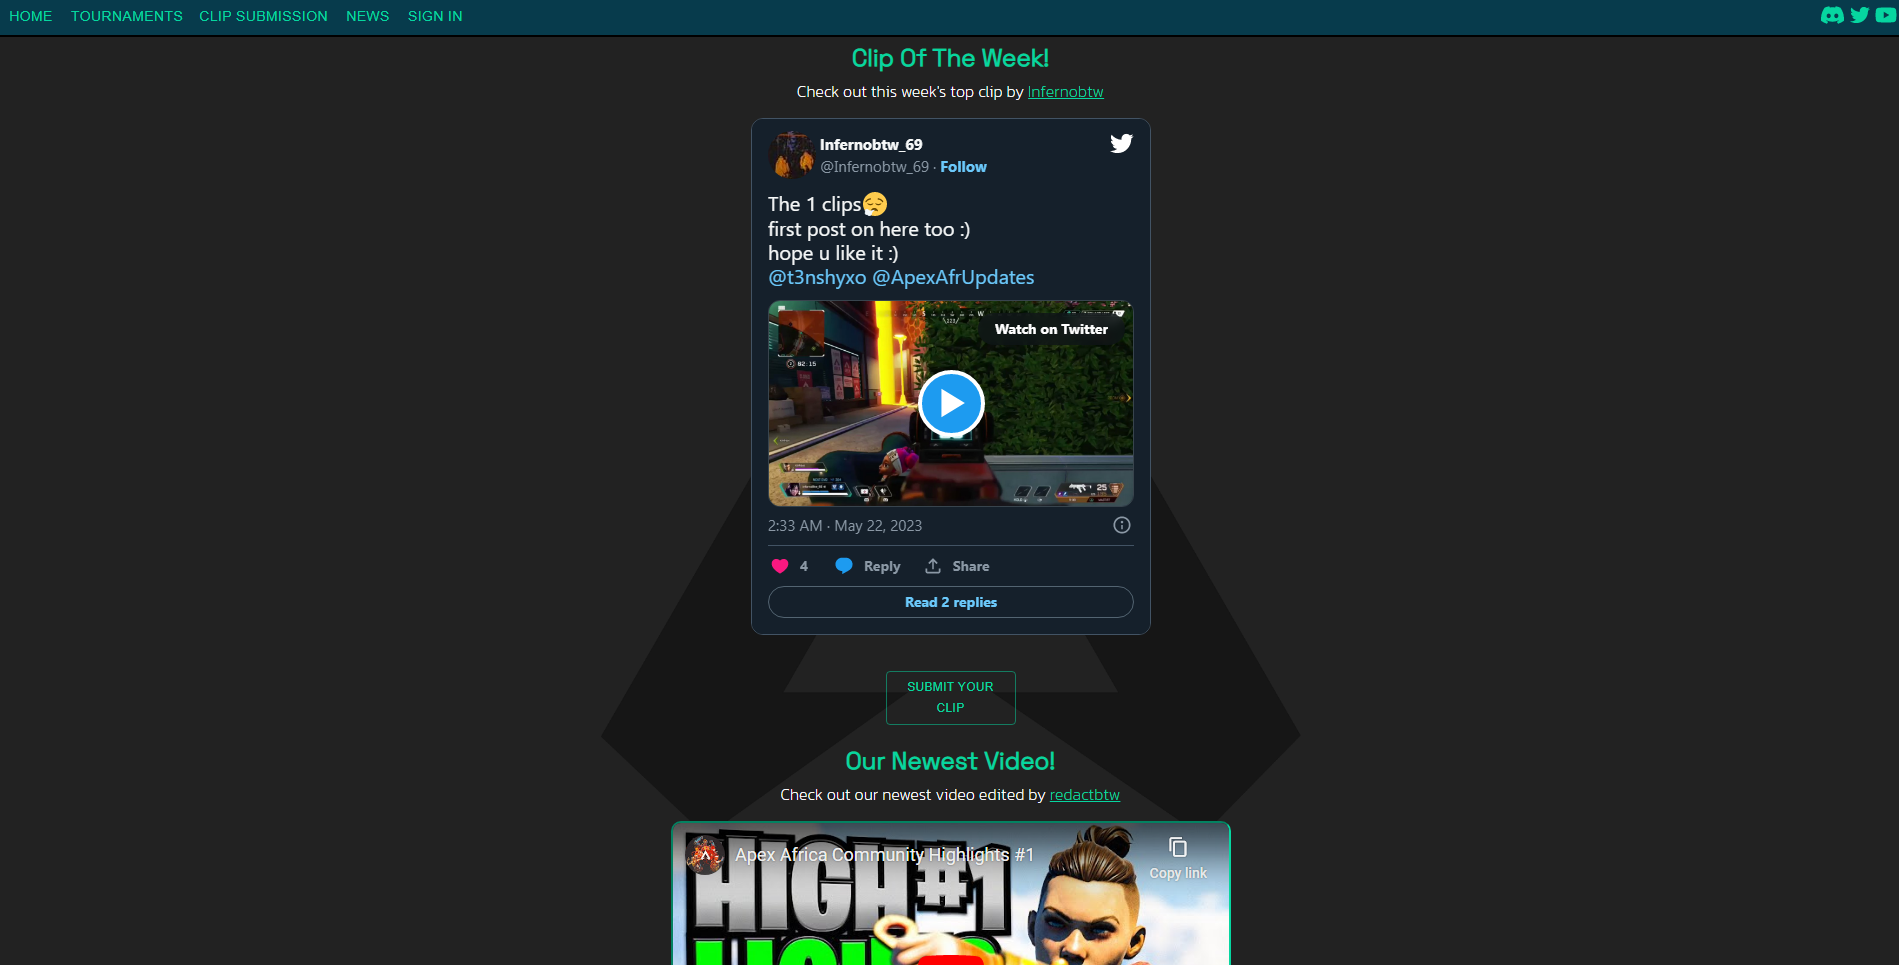 HOME TOURNAMENTS CLIP SUBMISSION NEWS SIGN IN
Clip Of The Week!
Check out this week's top clip by Infernobtw
Infernobtw_69
@Infernobtw_69 · Follow
The 1 clips😮‍💨
first post on here too :)
hope u like it :)
@t3nshyxo @ApexAfrUpdates
Watch on Twitter
02:15
25
2:33 AM · May 22, 2023
4 Reply Share
Read 2 replies
SUBMIT YOUR
CLIP
Our Newest Video!
Check out our newest video edited by redactbtw
Apex Africa Community Highlights #1
Copy link
HIGH#1